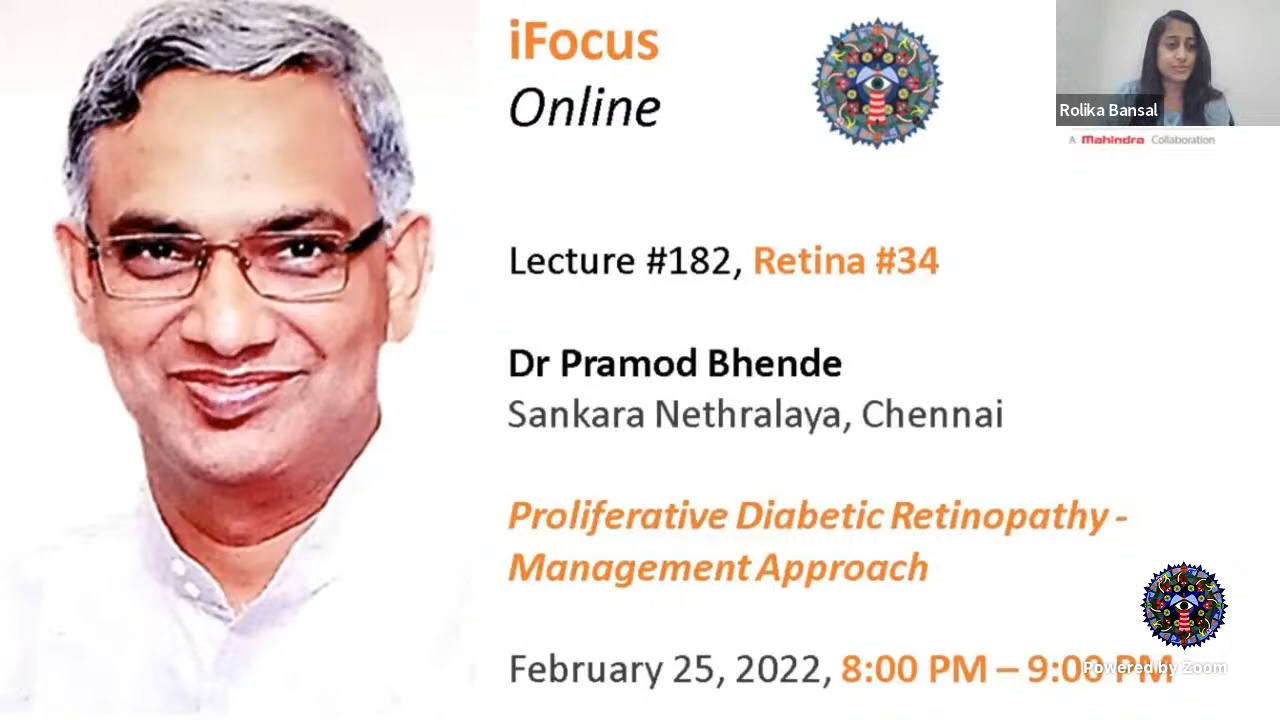 iFocus
Online
Rolika Bansal
A Mahindra Collaboration
Lecture #182, Retina #34
Dr Pramod Bhende
Sankara Nethralaya, Chennai
Proliferative Diabetic Retinopathy -
Management Approach
February 25, 2022, 8:00 PM – 9:00 PM
Powered by Zoom